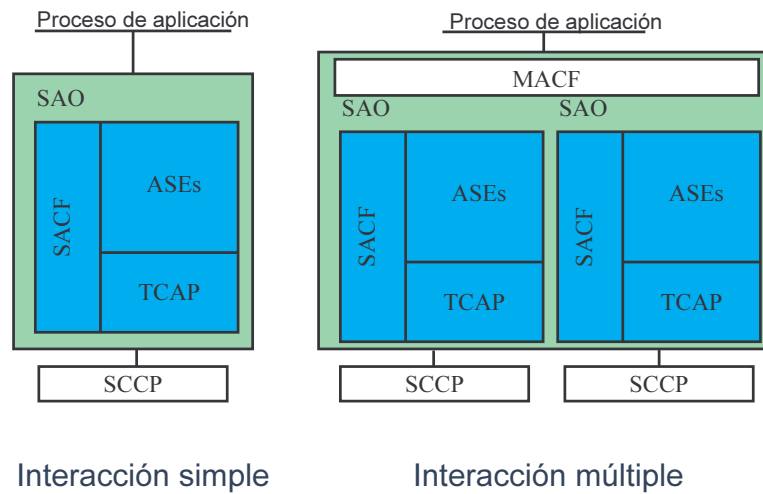 Proceso de aplicación
SAO
SACF
ASEs
TCAP
SCCP
Interacción simple
Proceso de aplicación
MACF
SAO
SACF
ASEs
TCAP
SCCP
SAO
SACF
ASEs
TCAP
SCCP
Interacción múltiple